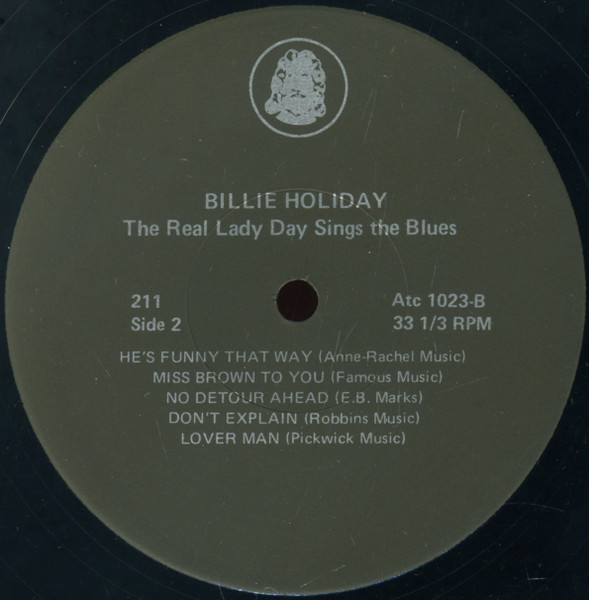 BILLIE HOLIDAY
The Real Lady Day Sings the Blues
211
Side 2
Atc 1023-B
33 1/3 RPM
HE'S FUNNY THAT WAY (Anne-Rachel Music)
MISS BROWN TO YOU (Famous Music)
NO DETOUR AHEAD (E.B. Marks)
DON'T EXPLAIN (Robbins Music)
LOVER MAN (Pickwick Music)